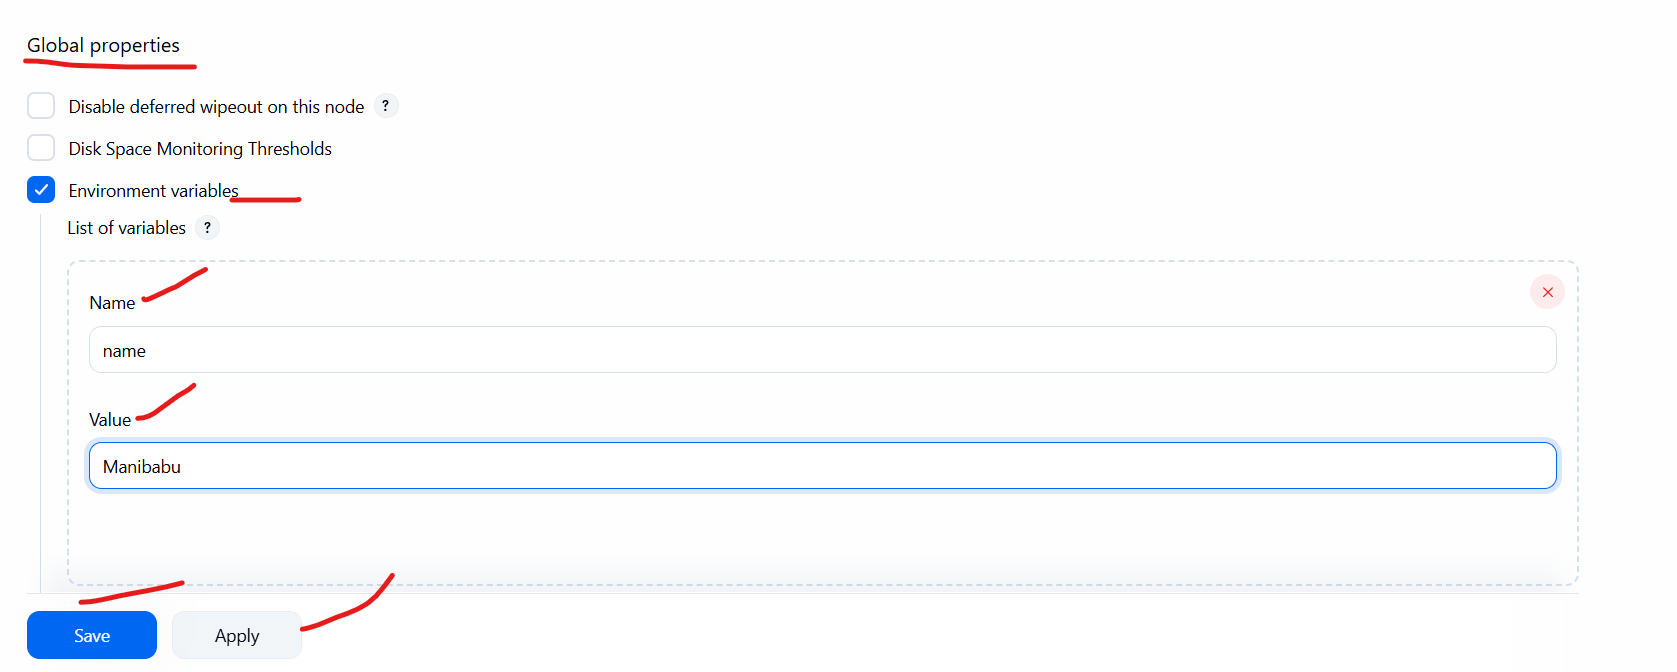 Global properties
Disable deferred wipeout on this node ?
Disk Space Monitoring Thresholds
Environment variables
List of variables ?
Name
name
Value
Manibabu
Save Apply